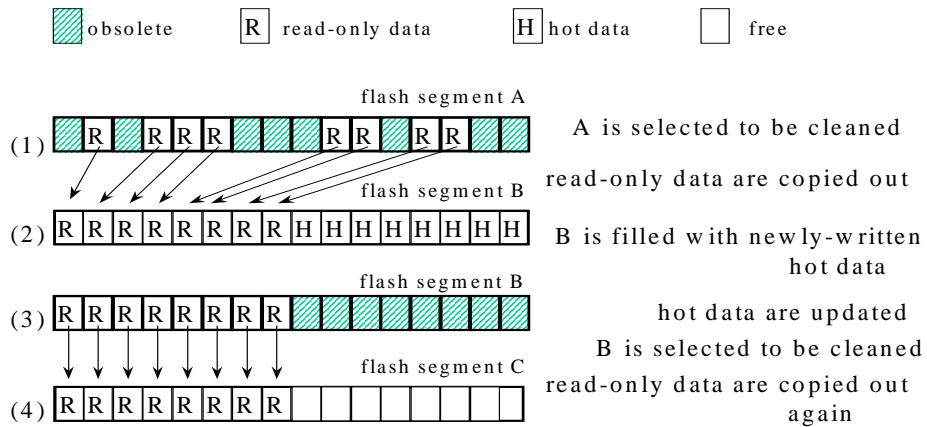 obsolete R read-only data H hot data free
flash segment A
(1) R R R R R R R R
A is selected to be cleaned
read-only data are copied out
flash segment B
(2) R R R R R R R R H H H H H H H H
B is filled with newly-written
hot data
flash segment B
(3) R R R R R R R R
hot data are updated
B is selected to be cleaned
flash segment C
read-only data are copied out
(4) R R R R R R R R
again